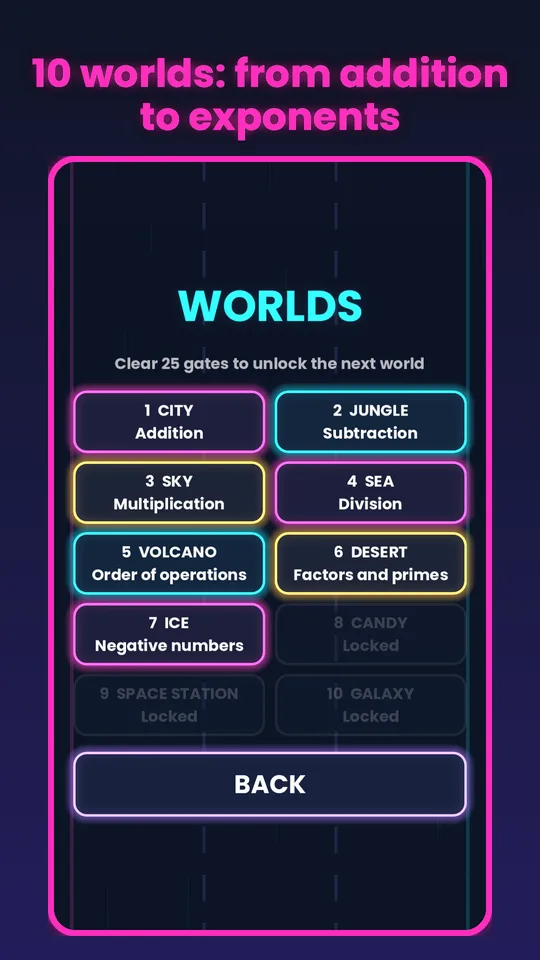 10 worlds: from addition
to exponents
WORLDS
Clear 25 gates to unlock the next world
1 CITY
Addition
2 JUNGLE
Subtraction
3 SKY
Multiplication
4 SEA
Division
5 VOLCANO
Order of operations
6 DESERT
Factors and primes
7 ICE
Negative numbers
8 CANDY
Locked
9 SPACE STATION
Locked
10 GALAXY
Locked
BACK